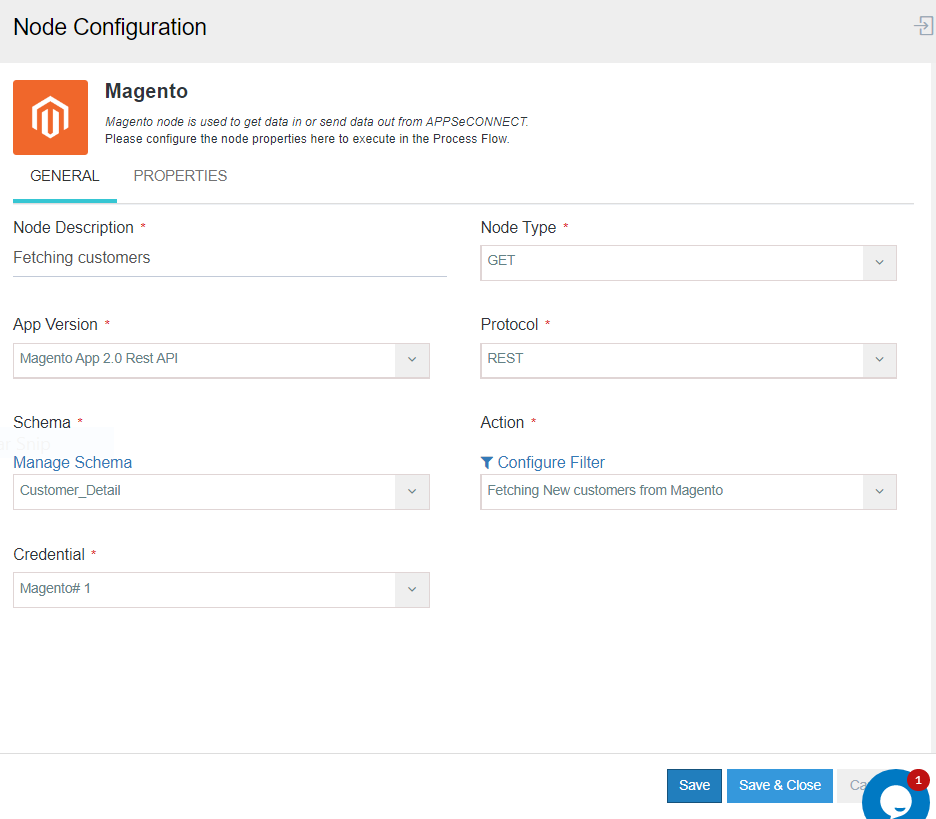 Node Configuration
Magento
Magento node is used to get data in or send data out from APPSeCONNECT.
Please configure the node properties here to execute in the Process Flow.
GENERAL PROPERTIES
Node Description *
Fetching customers
Node Type *
GET
App Version *
Magento App 2.0 Rest API
Protocol *
REST
Schema *
Manage Schema
Customer_Detail
Action *
Configure Filter
Fetching New customers from Magento
Credential *
Magento# 1
Save Save & Close
1